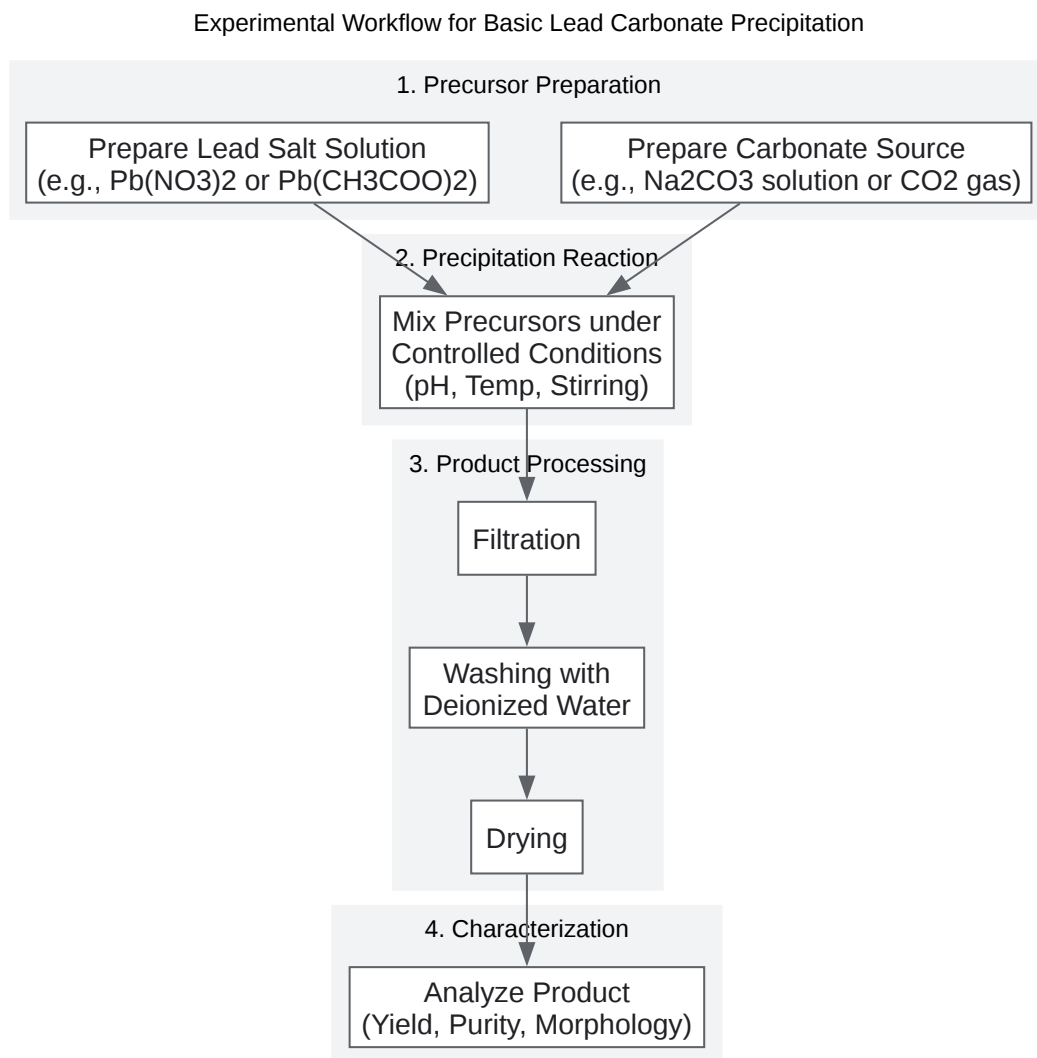 Experimental Workflow for Basic Lead Carbonate Precipitation
1. Precursor Preparation
Prepare Lead Salt Solution
(e.g., Pb(NO3)2 or Pb(CH3COO)2)
Prepare Carbonate Source
(e.g., Na2CO3 solution or CO2 gas)
2. Precipitation Reaction
Mix Precursors under
Controlled Conditions
(pH, Temp, Stirring)
3. Product Processing
Filtration
Washing with
Deionized Water
Drying
4. Characterization
Analyze Product
(Yield, Purity, Morphology)